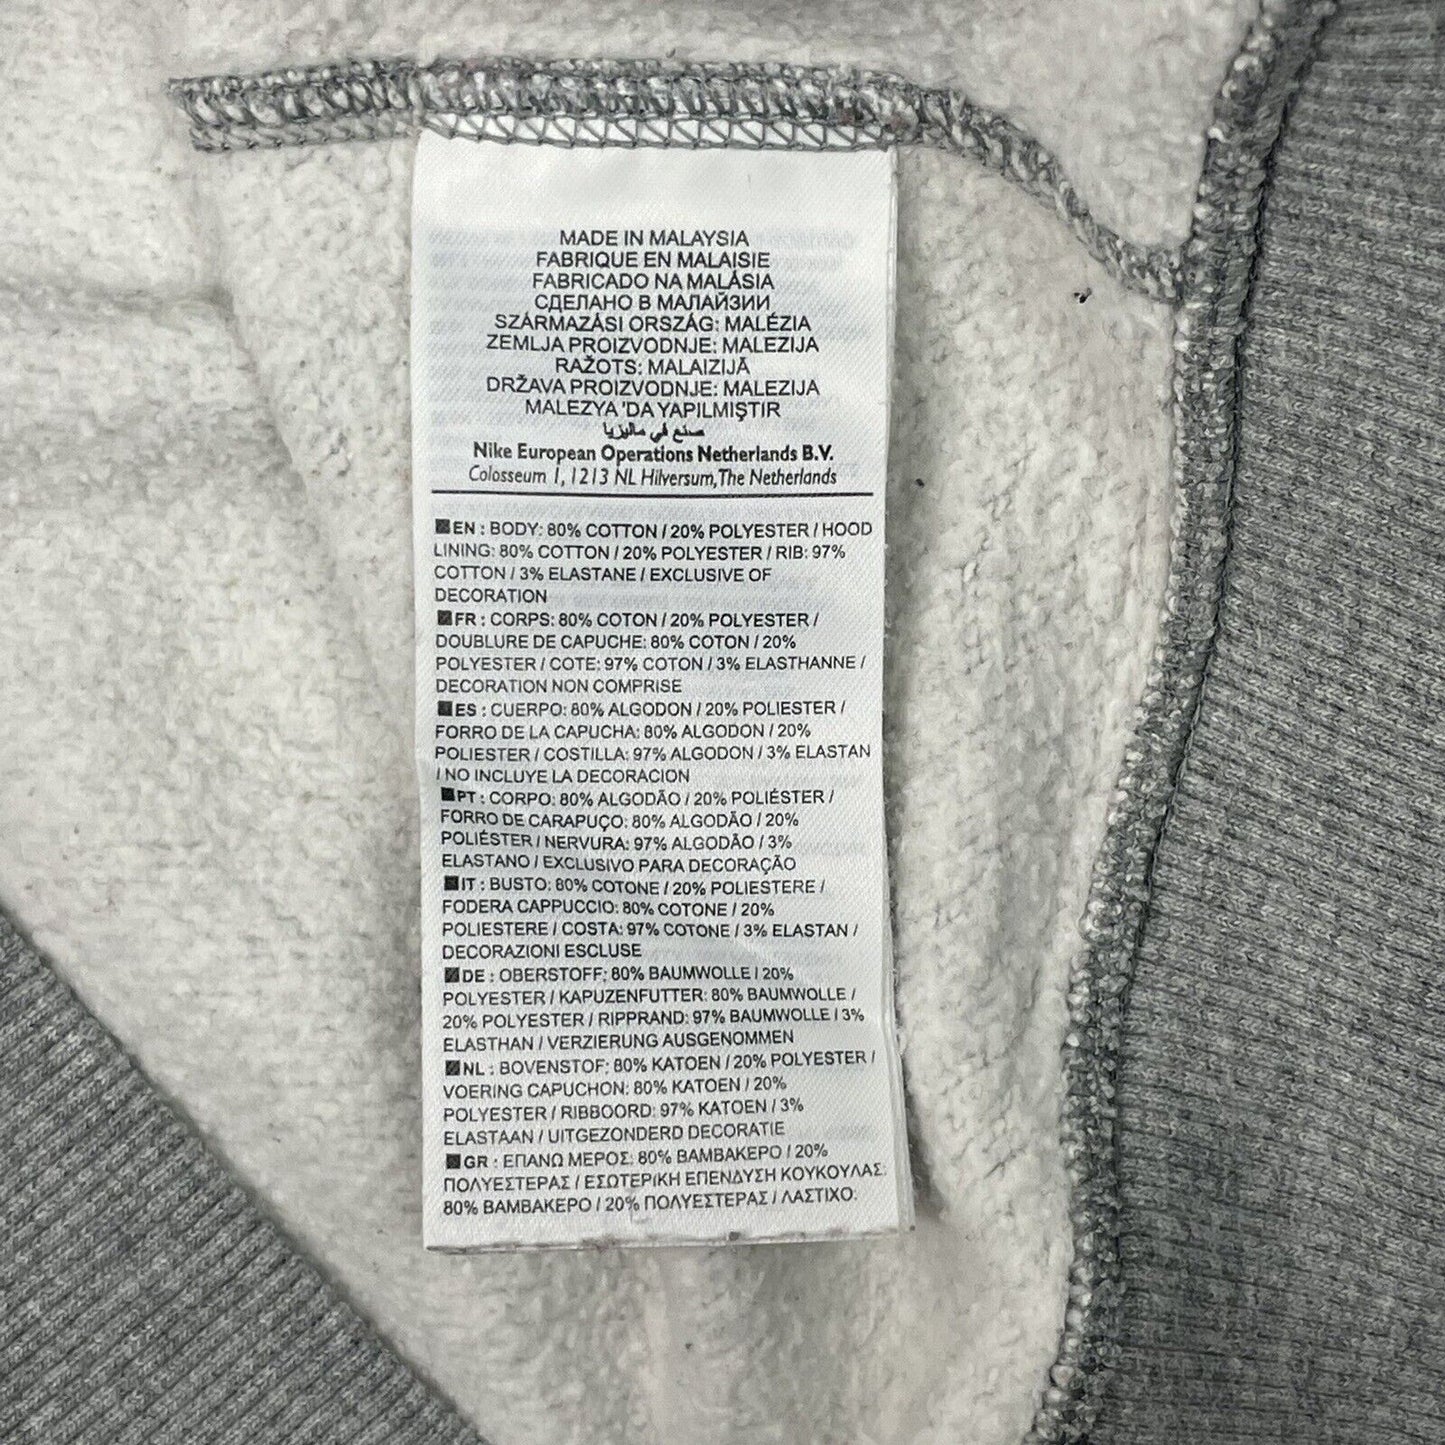 MADE IN MALAYSIA
FABRIQUE EN MALAISIE
FABRICADO NA MALÁSIA
СДЕЛАНО В МАЛАЙЗИИ
SZÁRMAZÁSI ORSZÁG: MALÉZIA
ZEMLJA PROIZVODNJE: MALEZIJA
RAŽOTS: MALAIZIJĀ
DRŽAVA PROIZVODNJE: MALEZIJA
MALEZYA 'DA YAPILMIŞTIR
صنع في ماليزيا
Nike European Operations Netherlands B.V.
Colosseum 1, 1213 NL Hilversum, The Netherlands
EN : BODY: 80% COTTON / 20% POLYESTER / HOOD
LINING: 80% COTTON / 20% POLYESTER / RIB: 97%
COTTON / 3% ELASTANE / EXCLUSIVE OF
DECORATION
FR : CORPS: 80% COTON / 20% POLYESTER /
DOUBLURE DE CAPUCHE: 80% COTON / 20%
POLYESTER / COTE: 97% COTON / 3% ELASTHANNE /
DECORATION NON COMPRISE
ES : CUERPO: 80% ALGODON / 20% POLIESTER /
FORRO DE LA CAPUCHA: 80% ALGODON / 20%
POLIESTER / COSTILLA: 97% ALGODON / 3% ELASTAN
/ NO INCLUYE LA DECORACION
PT : CORPO: 80% ALGODÃO / 20% POLIÉSTER /
FORRO DE CARAPUÇO: 80% ALGODÃO / 20%
POLIÉSTER / NERVURA: 97% ALGODÃO / 3%
ELASTANO / EXCLUSIVO PARA DECORAÇÃO
IT : BUSTO: 80% COTONE / 20% POLIESTERE /
FODERA CAPPUCCIO: 80% COTONE / 20%
POLIESTERE / COSTA: 97% COTONE / 3% ELASTAN /
DECORAZIONI ESCLUSE
DE : OBERSTOFF: 80% BAUMWOLLE / 20%
POLYESTER / KAPUZENFUTTER: 80% BAUMWOLLE /
20% POLYESTER / RIPPRAND: 97% BAUMWOLLE / 3%
ELASTHAN / VERZIERUNG AUSGENOMMEN
NL : BOVENSTOF: 80% KATOEN / 20% POLYESTER /
VOERING CAPUCHON: 80% KATOEN / 20%
POLYESTER / RIBBOORD: 97% KATOEN / 3%
ELASTAAN / UITGEZONDERD DECORATIE
GR : ΕΠΑΝΩ ΜΕΡΟΣ: 80% ΒΑΜΒΑΚΕΡΟ / 20%
ΠΟΛΥΕΣΤΕΡΑΣ / ΕΣΩΤΕΡΙΚΗ ΕΠΕΝΔΥΣΗ ΚΟΥΚΟΥΛΑΣ:
80% ΒΑΜΒΑΚΕΡΟ / 20% ΠΟΛΥΕΣΤΕΡΑΣ / ΛΑΣΤΙΧΟ: